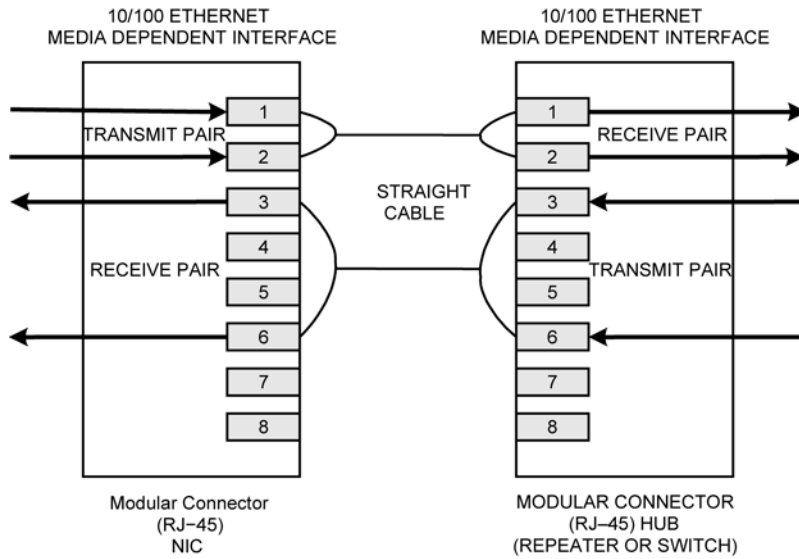 10/100 ETHERNET
MEDIA DEPENDENT INTERFACE
1
TRANSMIT PAIR
2
3
4
RECEIVE PAIR
5
6
7
8
Modular Connector
(RJ–45)
NIC
STRAIGHT
CABLE
10/100 ETHERNET
MEDIA DEPENDENT INTERFACE
1
RECEIVE PAIR
2
3
4
TRANSMIT PAIR
5
6
7
8
MODULAR CONNECTOR
(RJ–45) HUB
(REPEATER OR SWITCH)